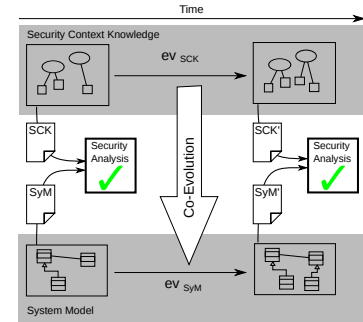 Time
Security Context Knowledge
ev SCK
SCK
SCK'
Security
Analysis
Security
Analysis
SyM
SyM'
Co-Evolution
ev SyM
System Model